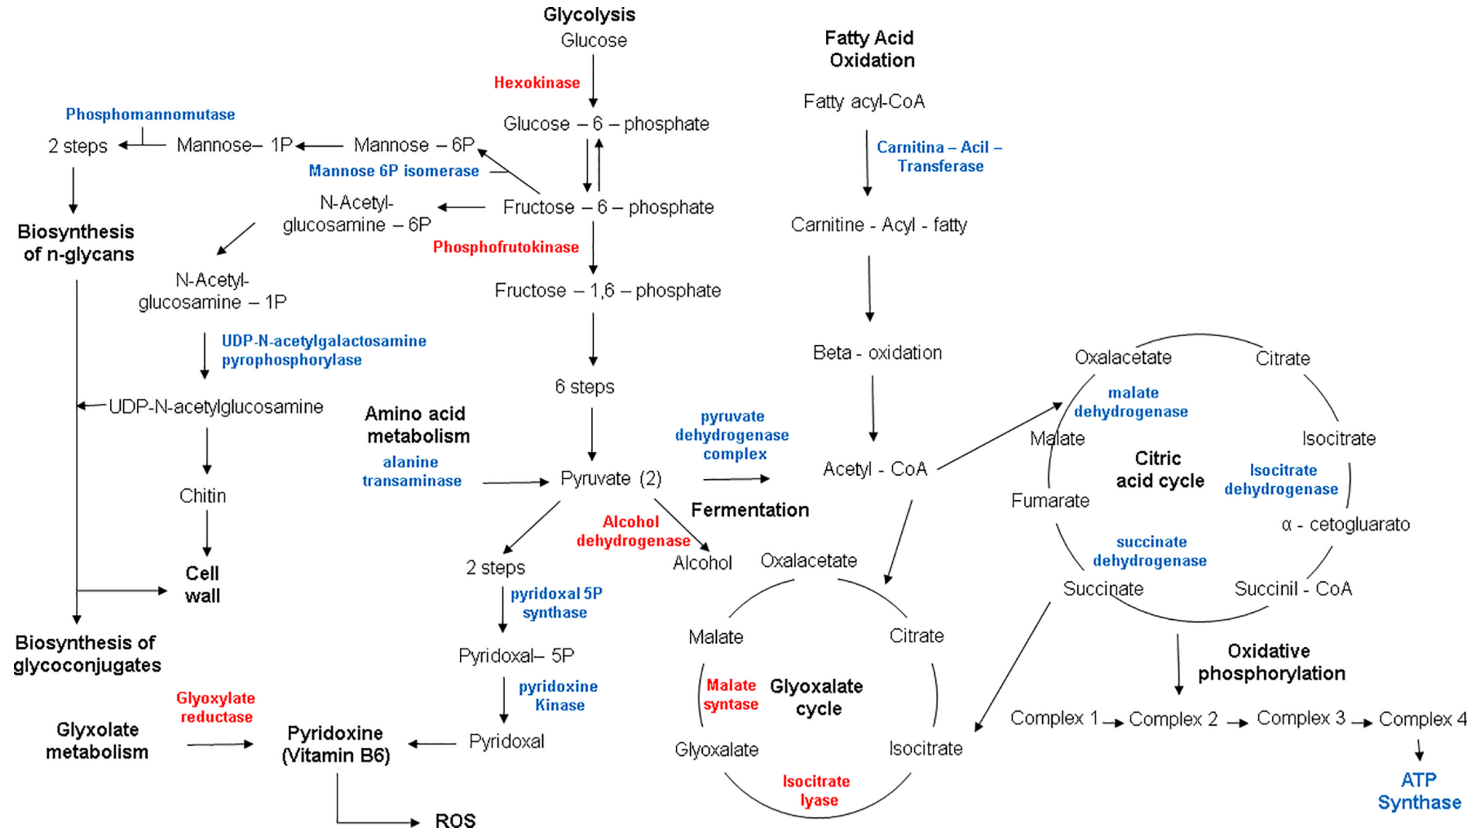 Glycolysis
Glucose
Hexokinase
Glucose – 6 – phosphate
Fatty Acid
Oxidation
Fatty acyl-CoA
Carnitina – Acil –
Transferase
Carnitine - Acyl - fatty
Beta - oxidation
Acetyl - CoA
Phosphomannomutase
2 steps
Mannose– 1P
Mannose – 6P
Mannose 6P isomerase
Biosynthesis
of n-glycans
N-Acetyl-
glucosamine – 6P
Fructose – 6 – phosphate
Phosphofrutokinase
N-Acetyl-
glucosamine – 1P
Fructose – 1,6 – phosphate
UDP-N-acetylgalactosamine
pyrophosphorylase
UDP-N-acetylglucosamine
6 steps
Chitin
Cell
wall
Biosynthesis of
glycoconjugates
Amino acid
metabolism
alanine
transaminase
Pyruvate (2)
pyruvate
dehydrogenase
complex
Fermentation
Alcohol
dehydrogenase
Alcohol
2 steps
pyridoxal 5P
synthase
Pyridoxal– 5P
pyridoxine
Kinase
Pyridoxal
Glyoxylate
reductase
Glyxolate
metabolism
Pyridoxine
(Vitamin B6)
ROS
Oxalacetate
Malate
Citrate
Malate
syntase
Glyoxalate
cycle
Glyoxalate
Isocitrate
Isocitrate
lyase
Oxalacetate
Citrate
malate
dehydrogenase
Malate
Isocitrate
Citric
acid cycle
Isocitrate
dehydrogenase
Fumarate
α - cetogluarato
succinate
dehydrogenase
Succinate
Succinil - CoA
Oxidative
phosphorylation
Complex 1
Complex 2
Complex 3
Complex 4
ATP
Synthase